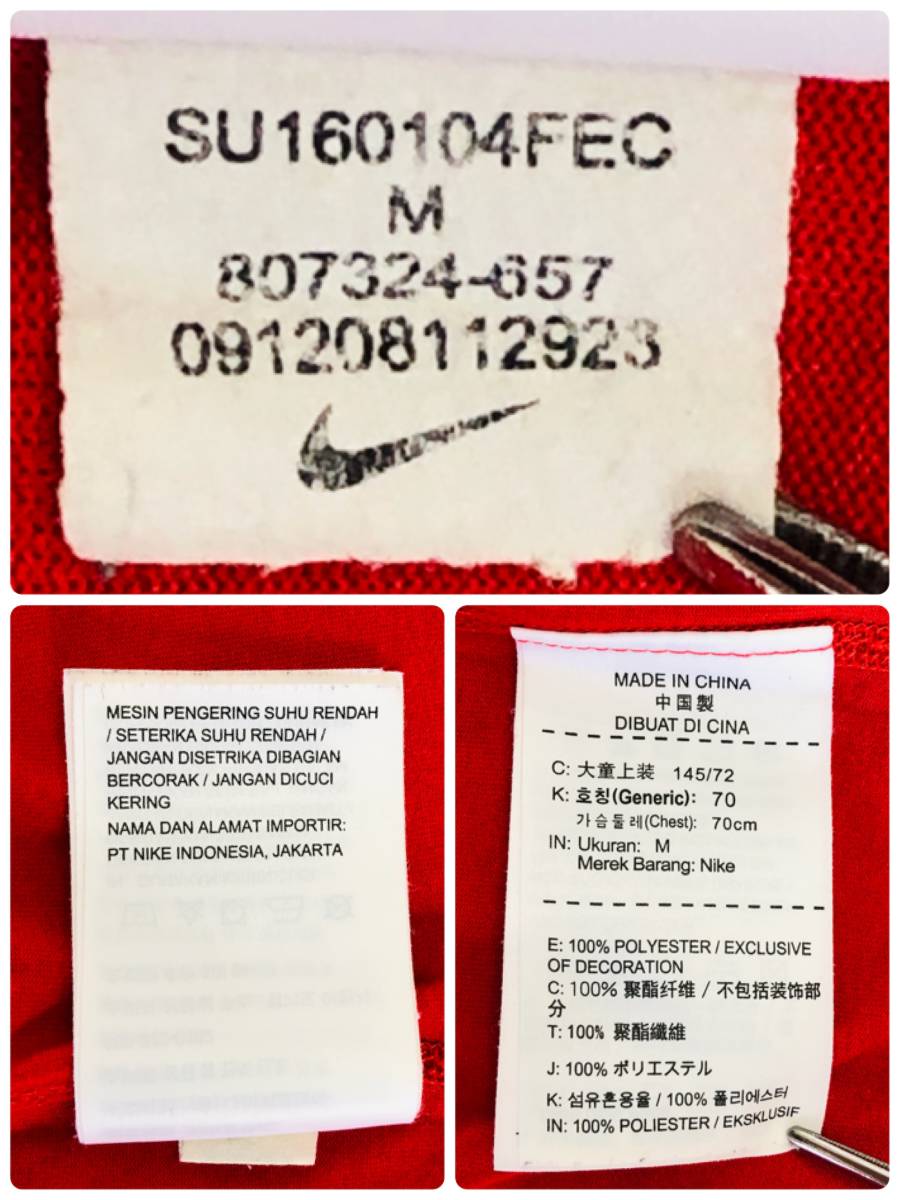 SU160104FEC
M
807324-657
091208112923
MESIN PENGERING SUHU RENDAH
/ SETERIKA SUHU RENDAH /
JANGAN DISETRIKA DIBAGIAN
BERCORAK / JANGAN DICUCI
KERING
NAMA DAN ALAMAT IMPORTIR:
PT NIKE INDONESIA, JAKARTA
MADE IN CHINA
中国製
DIBUAT DI CINA
C: 大童上装 145/72
K: 호칭(Generic): 70
가슴둘레(Chest): 70cm
IN: Ukuran: M
Merek Barang: Nike
E: 100% POLYESTER / EXCLUSIVE
OF DECORATION
C: 100% 聚酯纤维 / 不包括装饰部
分
T: 100% 聚酯纖維
J: 100% ポリエステル
K: 섬유혼용율 / 100% 폴리에스터
IN: 100% POLIESTER / EKSKLUSIF